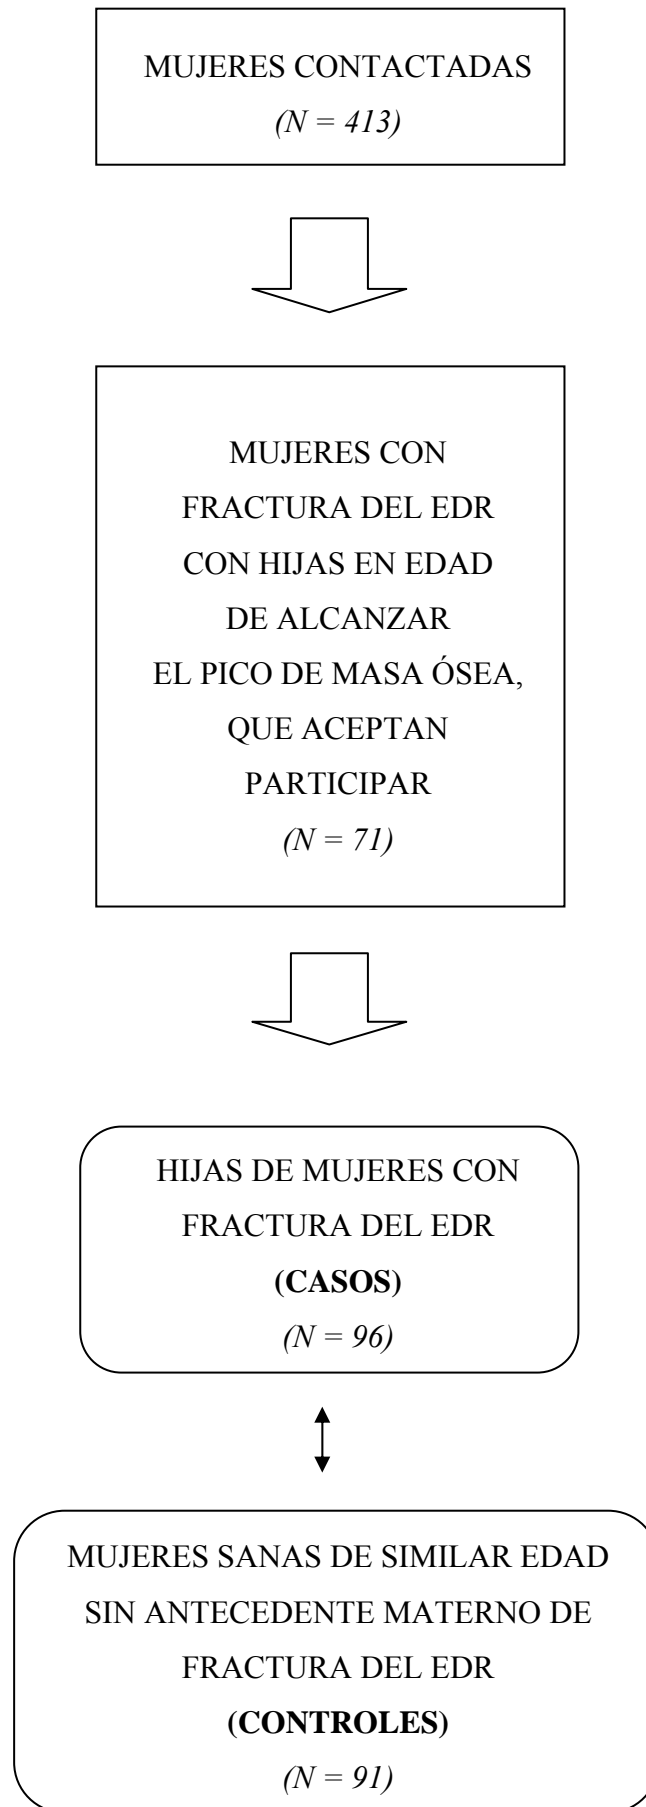 MUJERES CONTACTADAS
(N = 413)
MUJERES CON
FRACTURA DEL EDR
CON HIJAS EN EDAD
DE ALCANZAR
EL PICO DE MASA ÓSEA,
QUE ACEPTAN
PARTICIPAR
(N = 71)
HIJAS DE MUJERES CON
FRACTURA DEL EDR
(CASOS)
(N = 96)
MUJERES SANAS DE SIMILAR EDAD
SIN ANTECEDENTE MATERNO DE
FRACTURA DEL EDR
(CONTROLES)
(N = 91)